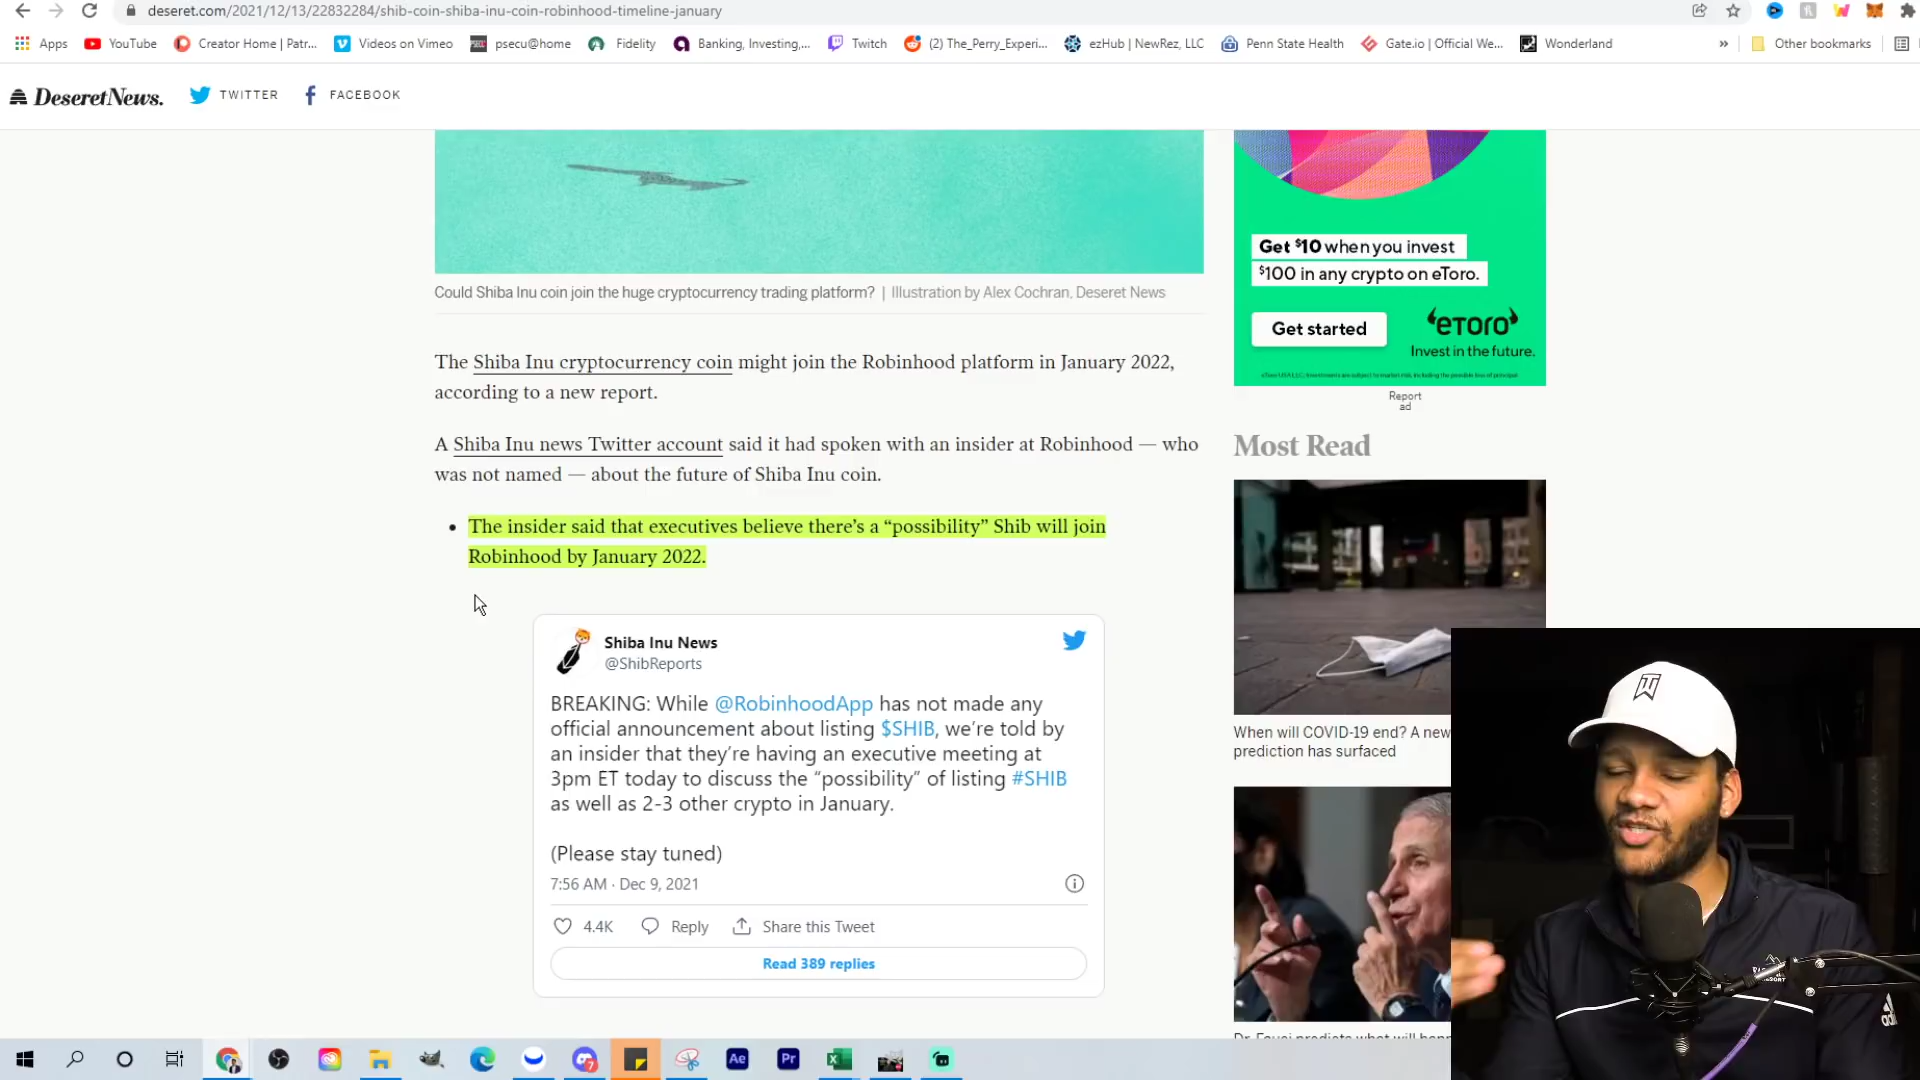 deseret.com/2021/12/13/22832284/shib-coin-shiba-inu-coin-robinhood-timeline-january
Apps
YouTube
Creator Home | Patr...
Videos on Vimeo
psecu@home
Fidelity
Banking, Investing,...
Twitch
(2) The_Perry_Experi...
ezHub | NewRez, LLC
Penn State Health
Gate.io | Official We...
Wonderland
»
Other bookmarks
Deseret News.
TWITTER
FACEBOOK
Could Shiba Inu coin join the huge cryptocurrency trading platform? | Illustration by Alex Cochran, Deseret News
The Shiba Inu cryptocurrency coin might join the Robinhood platform in January 2022,
according to a new report.
A Shiba Inu news Twitter account said it had spoken with an insider at Robinhood — who
was not named — about the future of Shiba Inu coin.
• The insider said that executives believe there's a “possibility” Shib will join
Robinhood by January 2022.
Shiba Inu News
@ShibReports
BREAKING: While @RobinhoodApp has not made any
official announcement about listing $SHIB, we're told by
an insider that they're having an executive meeting at
3pm ET today to discuss the “possibility” of listing #SHIB
as well as 2-3 other crypto in January.
(Please stay tuned)
7:56 AM · Dec 9, 2021
4.4K
Reply
Share this Tweet
Read 389 replies
Get $10 when you invest
$100 in any crypto on eToro.
Get started
eToro
Invest in the future.
Report
ad
Most Read
When will COVID-19 end? A new
prediction has surfaced
Ae
Pr